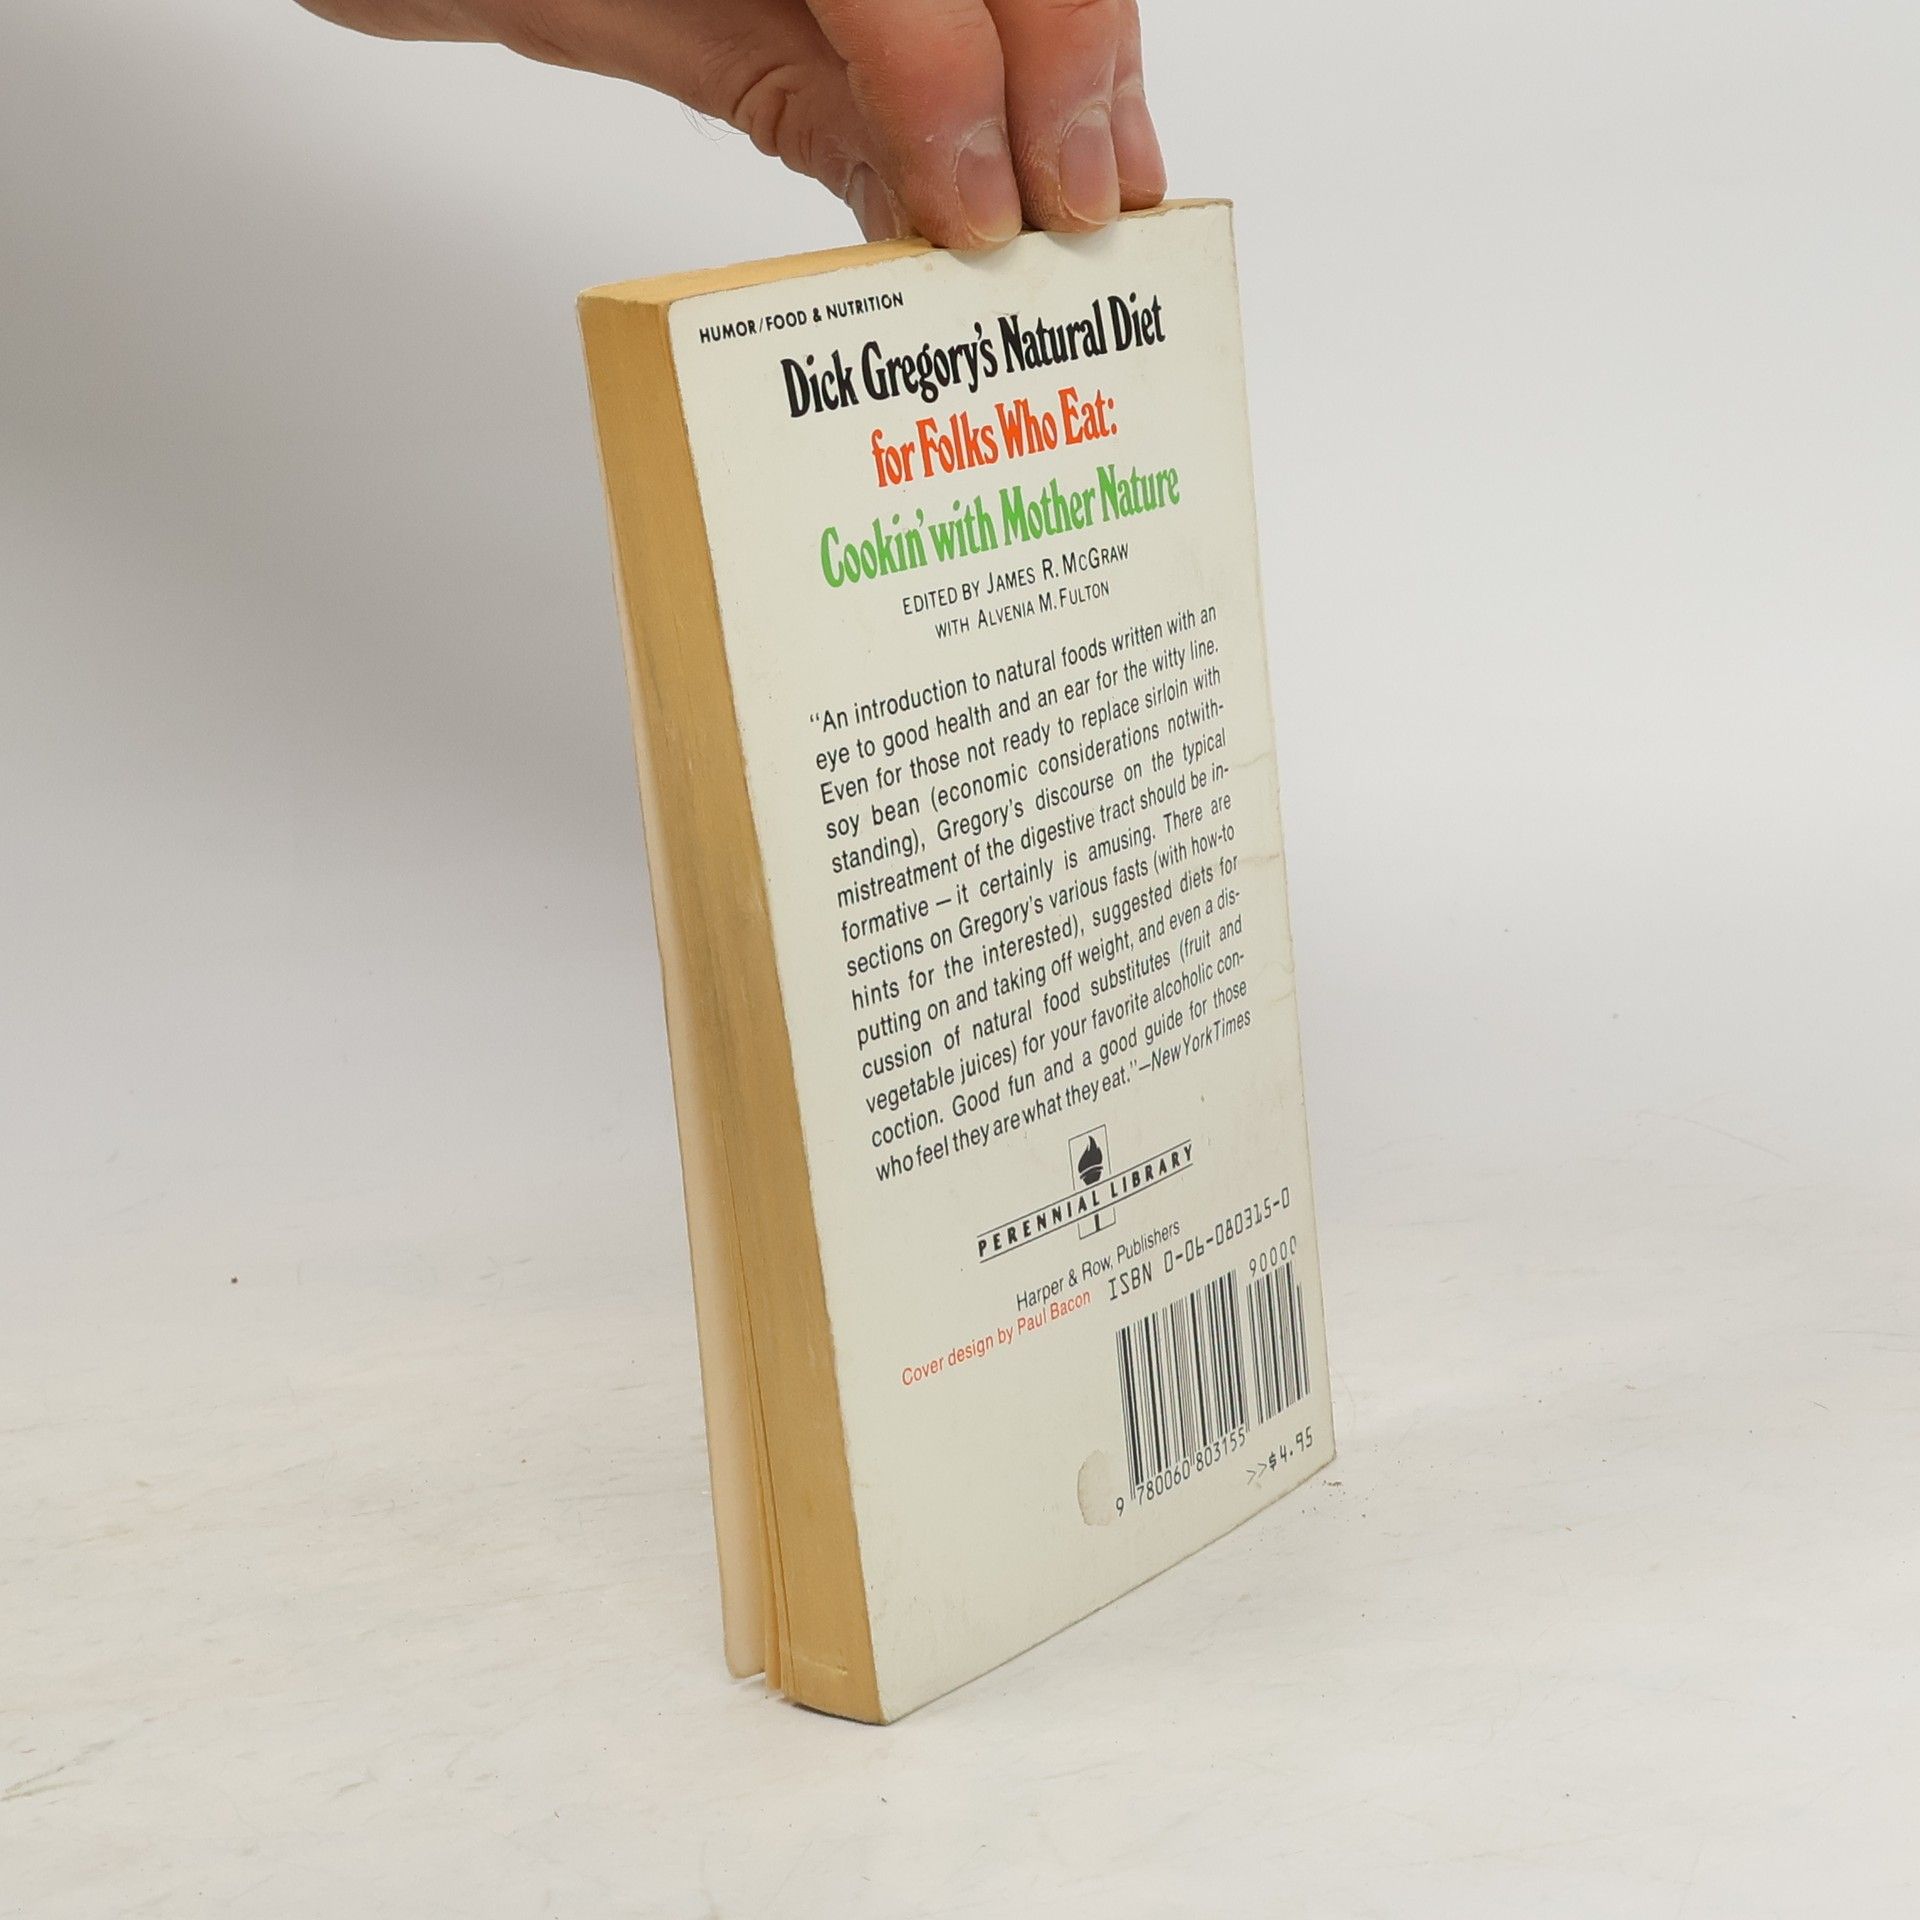 HUMOR/FOOD & NUTRITION
Dick Gregory's Natural Diet
for Folks Who Eat:
Cookin' with Mother Nature
EDITED BY JAMES R. MCGRAW
WITH ALVENIA M. FULTON
“An introduction to natural foods written with an
eye to good health and an ear for the witty line.
Even for those not ready to replace sirloin with
soy bean (economic considerations notwith-
standing), Gregory's discourse on the typical
mistreatment of the digestive tract should be in-
formative — it certainly is amusing. There are
sections on Gregory's various fasts (with how-to
hints for the interested), suggested diets for
putting on and taking off weight, and even a dis-
cussion of natural food substitutes (fruit and
vegetable juices) for your favorite alcoholic con-
coction. Good fun and a good guide for those
who feel they are what they eat.” —New York Times
PERENNIAL LIBRARY
Harper & Row, Publishers
Cover design by Paul Bacon
ISBN 0-06-080315-0
90000
9 780060 803155
>>$4.95